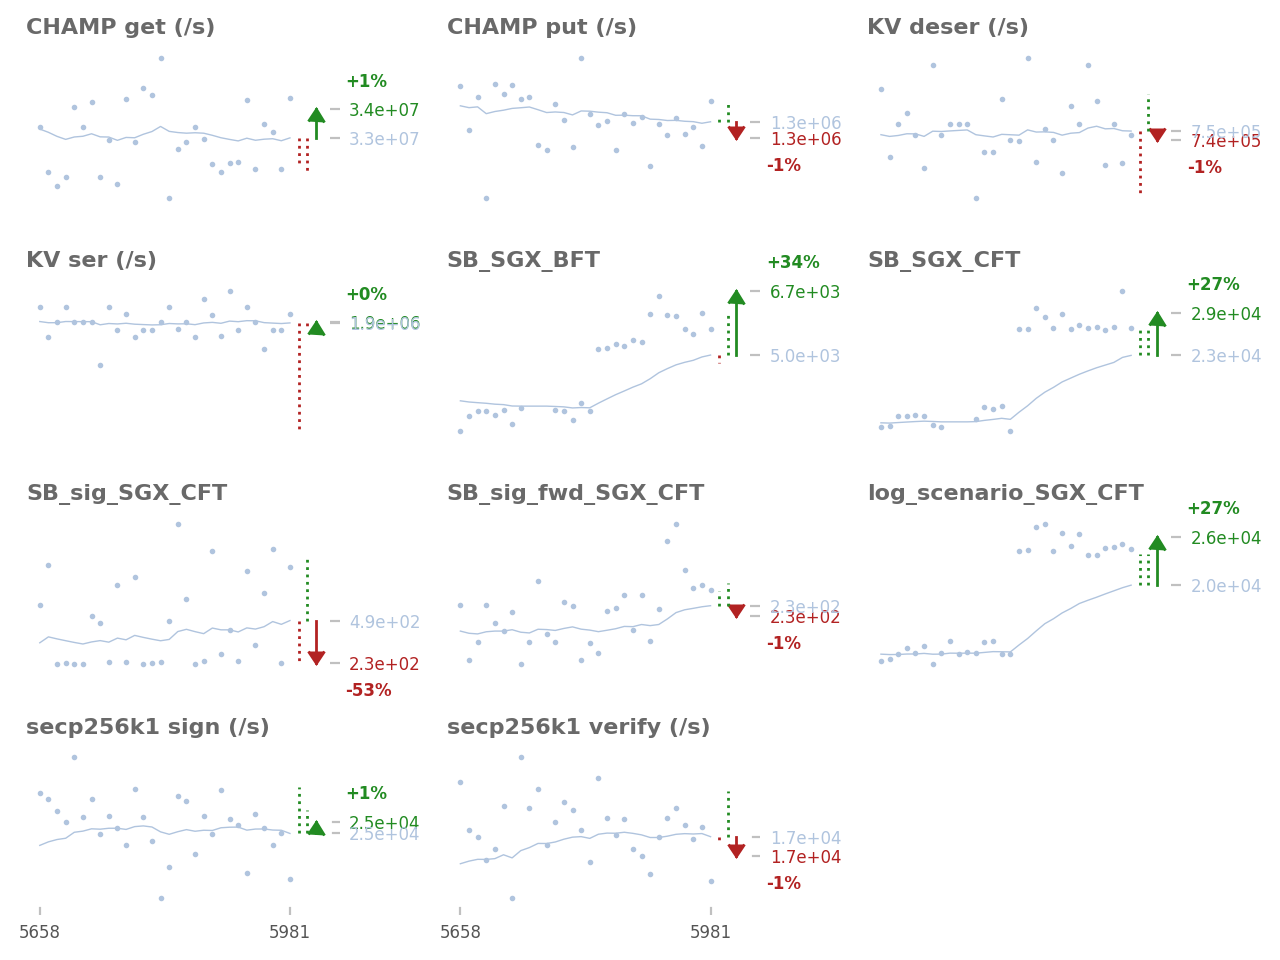 CHAMP get (/s)
+1%
3.4e+07
3.3e+07
CHAMP put (/s)
1.3e+06
1.3e+06
-1%
KV deser (/s)
7.5e+05
7.4e+05
-1%
KV ser (/s)
+0%
1.9e+06
SB_SGX_BFT
+34%
6.7e+03
5.0e+03
SB_SGX_CFT
+27%
2.9e+04
2.3e+04
SB_sig_SGX_CFT
4.9e+02
2.3e+02
-53%
SB_sig_fwd_SGX_CFT
2.3e+02
2.3e+02
-1%
log_scenario_SGX_CFT
+27%
2.6e+04
2.0e+04
secp256k1 sign (/s)
+1%
2.5e+04
2.5e+04
5658
5981
secp256k1 verify (/s)
1.7e+04
1.7e+04
-1%
5658
5981